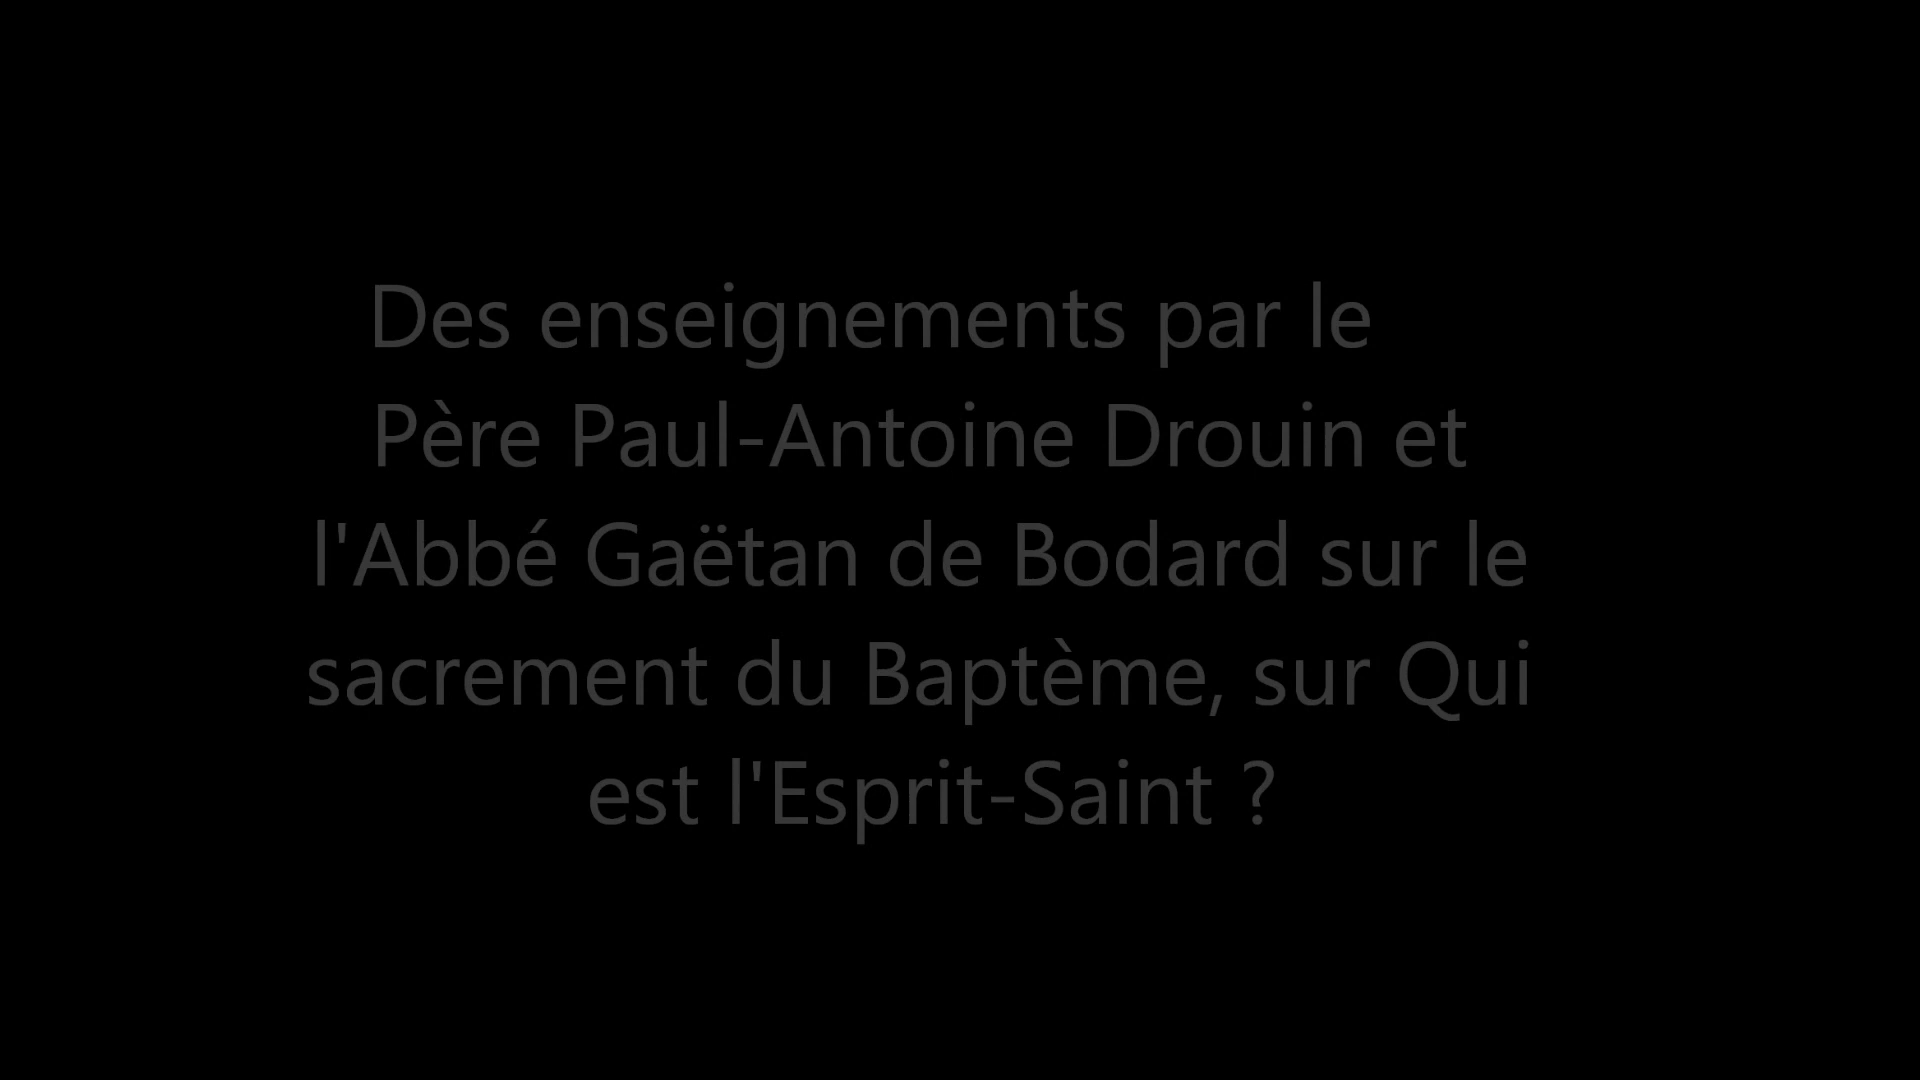 Des enseignements par le
Père Paul-Antoine Drouin et
l'Abbé Gaëtan de Bodard sur le
sacrement du Baptème, sur Qui
est l'Esprit-Saint ?